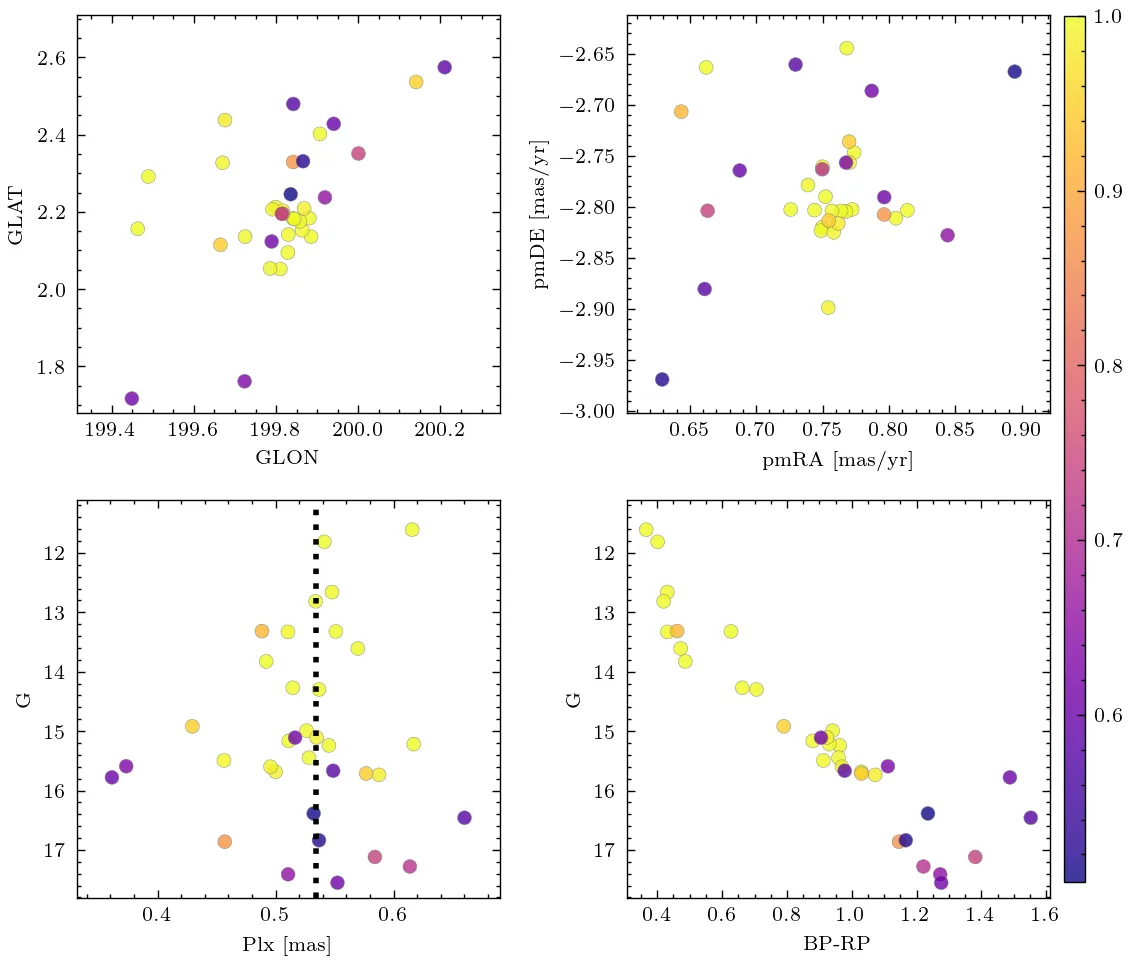 2.6
2.4
2.2
2.0
1.8
GLAT
199.4 199.6 199.8 200.0 200.2
GLON
−2.65
−2.70
−2.75
−2.80
−2.85
−2.90
−2.95
−3.00
pmDE [mas/yr]
0.65 0.70 0.75 0.80 0.85 0.90
pmRA [mas/yr]
1.0
0.9
0.8
0.7
0.6
12
13
14
15
16
17
G
0.4 0.5 0.6
Plx [mas]
12
13
14
15
16
17
G
0.4 0.6 0.8 1.0 1.2 1.4 1.6
BP-RP